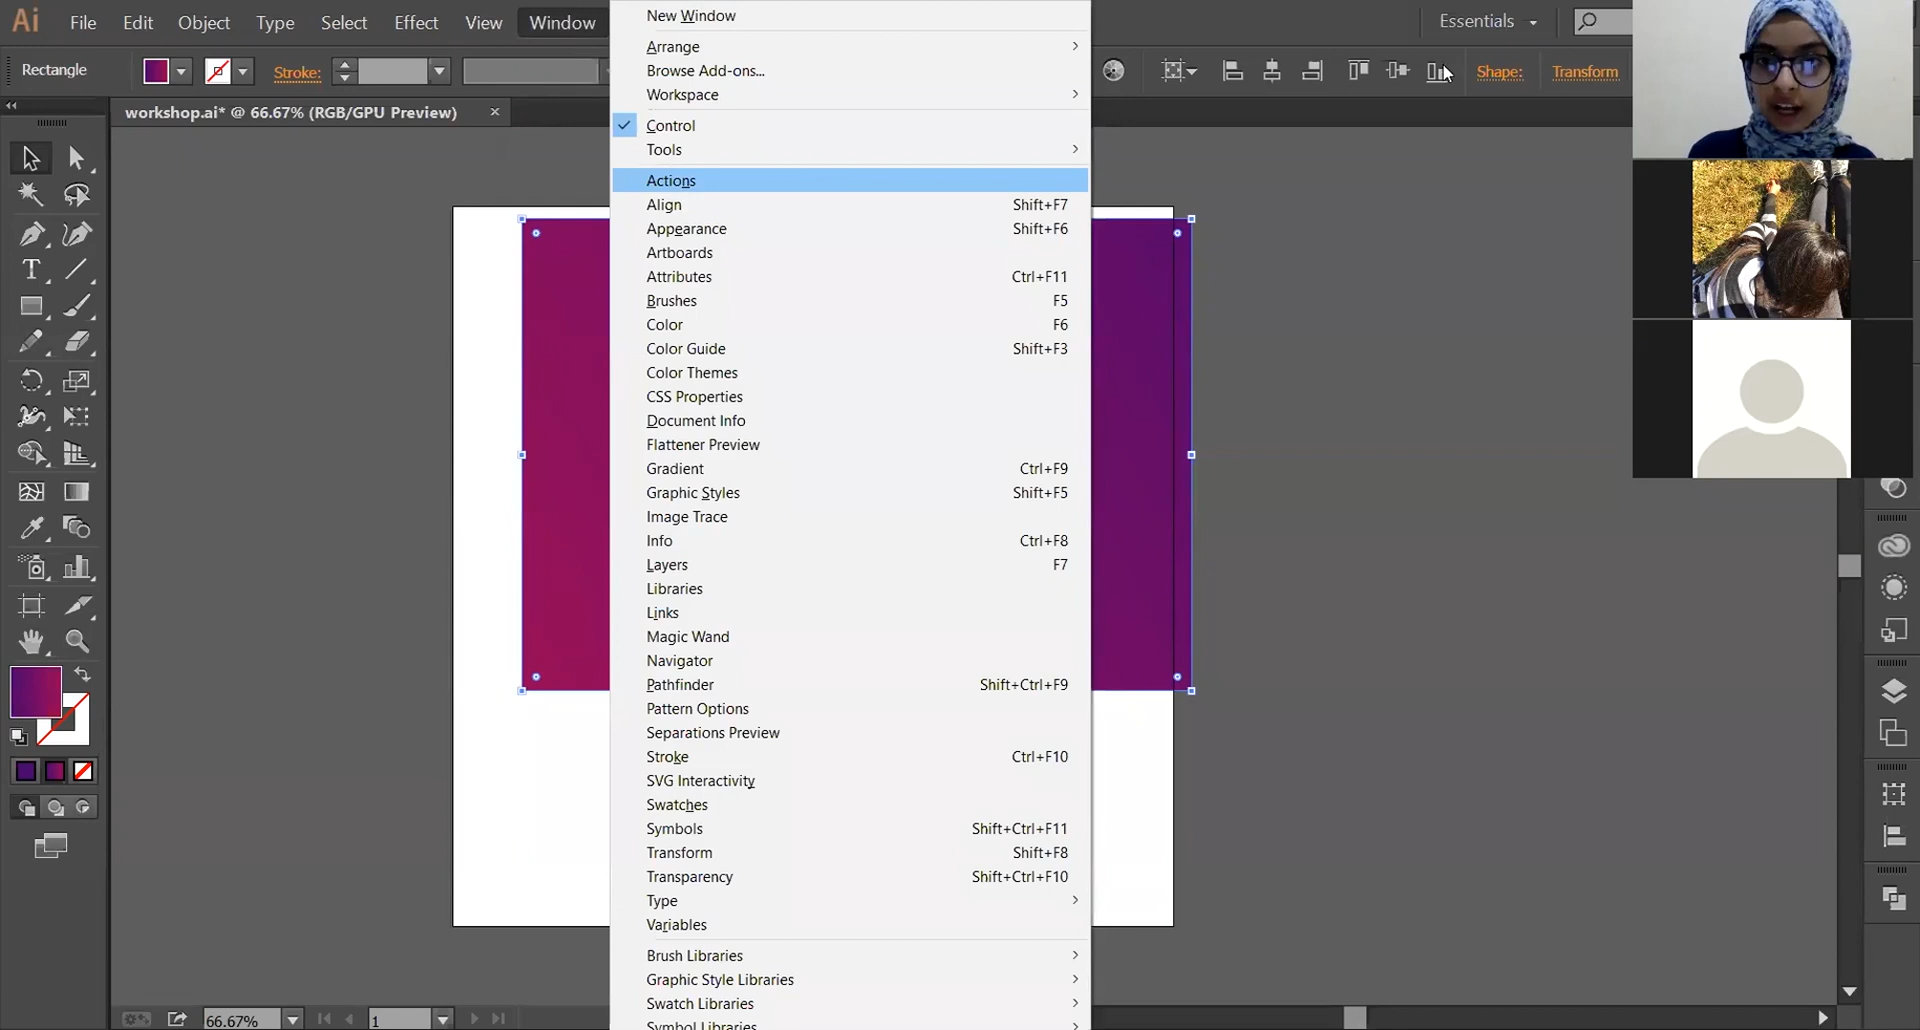 Ai File Edit Object Type Select Effect View Window
Essentials
Rectangle Stroke: Shape: Transform
workshop.ai* @ 66.67% (RGB/GPU Preview)
New Window
Arrange
Browse Add-ons...
Workspace
Control
Tools
Actions
Align Shift+F7
Appearance Shift+F6
Artboards
Attributes Ctrl+F11
Brushes F5
Color F6
Color Guide Shift+F3
Color Themes
CSS Properties
Document Info
Flattener Preview
Gradient Ctrl+F9
Graphic Styles Shift+F5
Image Trace
Info Ctrl+F8
Layers F7
Libraries
Links
Magic Wand
Navigator
Pathfinder Shift+Ctrl+F9
Pattern Options
Separations Preview
Stroke Ctrl+F10
SVG Interactivity
Swatches
Symbols Shift+Ctrl+F11
Transform Shift+F8
Transparency Shift+Ctrl+F10
Type
Variables
Brush Libraries
Graphic Style Libraries
Swatch Libraries
Symbol Libraries
66.67% 1